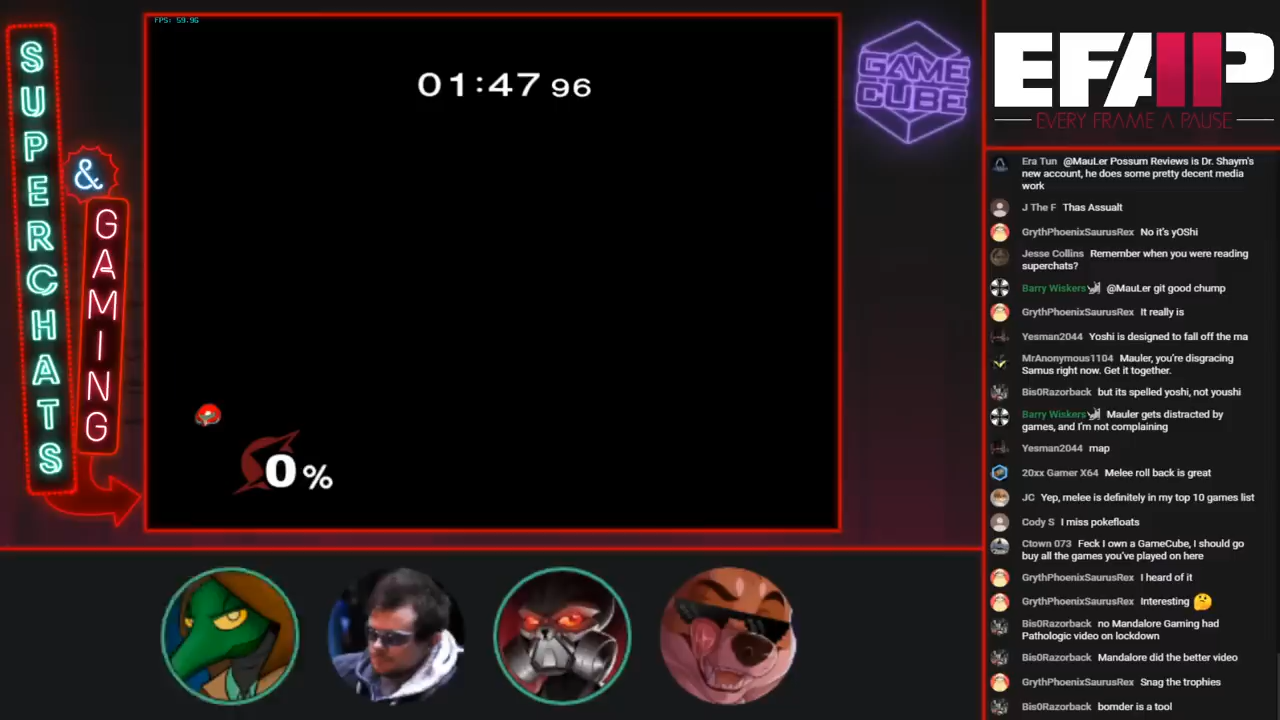 FPS: 59.96
SUPERCHATS
&
GAMING
01:47 96
0%
GAME
CUBE
EFAP
EVERY FRAME A PAUSE
Era Tun @MauLer Possum Reviews is Dr. Shaym's
new account, he does some pretty decent media
work
J The F Thas Assualt
GrythPhoenixSaurusRex No it's yOShi
Jesse Collins Remember when you were reading
superchats?
Barry Wiskers @MauLer git good chump
GrythPhoenixSaurusRex It really is
Yesman2044 Yoshi is designed to fall off the ma
MrAnonymous1104 Mauler, you're disgracing
Samus right now. Get it together.
Bis0Razorback but its spelled yoshi, not youshi
Barry Wiskers Mauler gets distracted by
games, and I'm not complaining
Yesman2044 map
20xx Gamer X64 Melee roll back is great
JC Yep, melee is definitely in my top 10 games list
Cody S I miss pokefloats
Ctown 073 Feck I own a GameCube, I should go
buy all the games you've played on here
GrythPhoenixSaurusRex I heard of it
GrythPhoenixSaurusRex Interesting 🤔
Bis0Razorback no Mandalore Gaming had
Pathologic video on lockdown
Bis0Razorback Mandalore did the better video
GrythPhoenixSaurusRex Snag the trophies
Bis0Razorback bomder is a tool